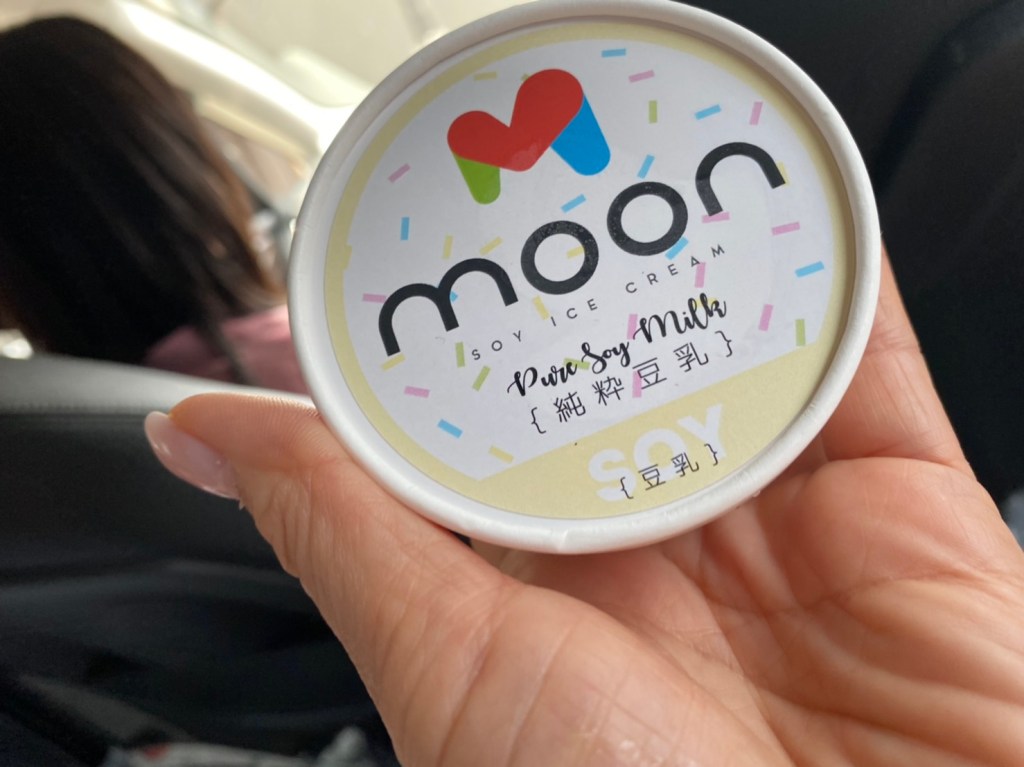 moon
SOY ICE CREAM
Pure Soy Milk
{ 純粋豆乳 }
SOY
{ 豆乳 }